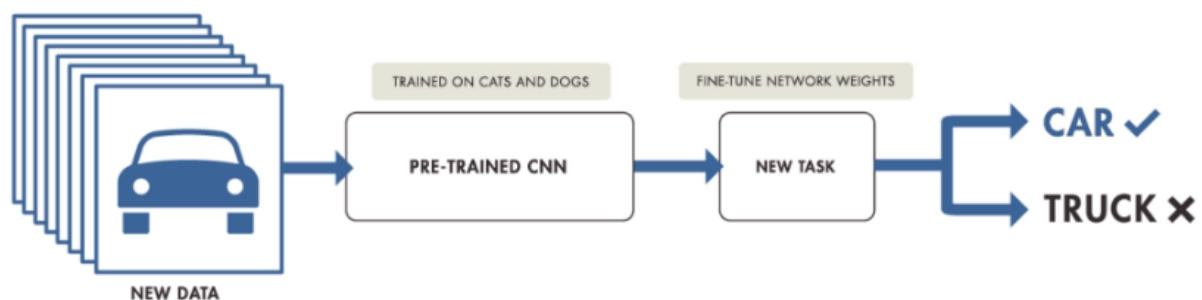 TRAINED ON CATS AND DOGS
FINE-TUNE NETWORK WEIGHTS
PRE-TRAINED CNN
NEW TASK
CAR
TRUCK
NEW DATA